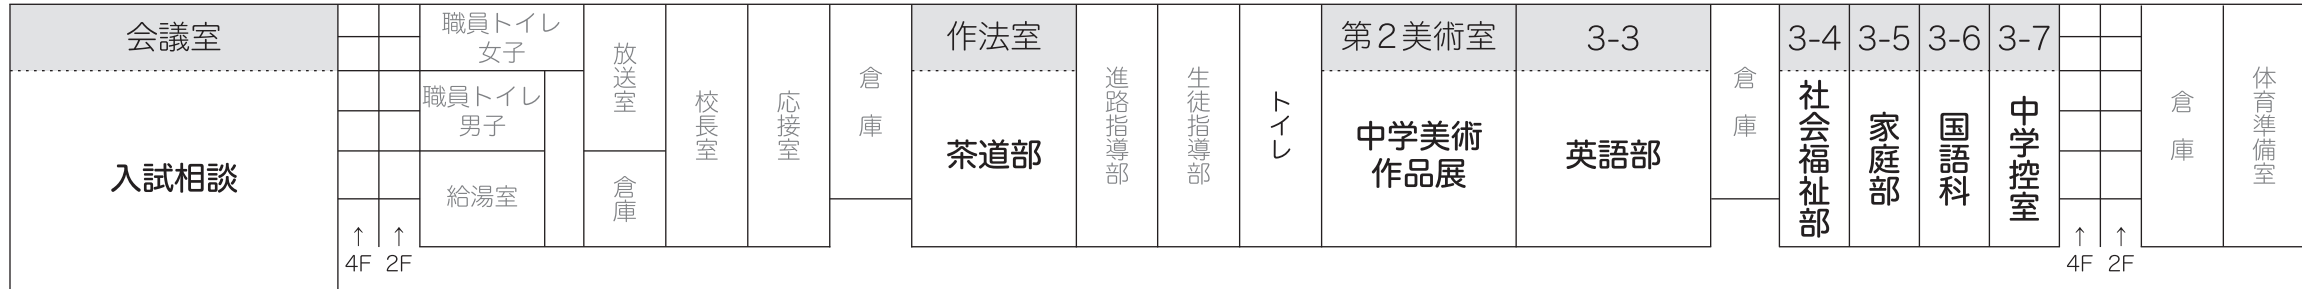 会議室
入試相談
↑
4F
↑
2F
職員トイレ
女子
職員トイレ
男子
給湯室
放送室
倉庫
校長室
応接室
倉庫
作法室
茶道部
進路指導部
生徒指導部
トイレ
第2美術室
中学美術
作品展
3-3
英語部
倉庫
3-4
社会福祉部
3-5
家庭部
3-6
国語科
3-7
中学控室
↑
4F
↑
2F
倉庫
体育準備室